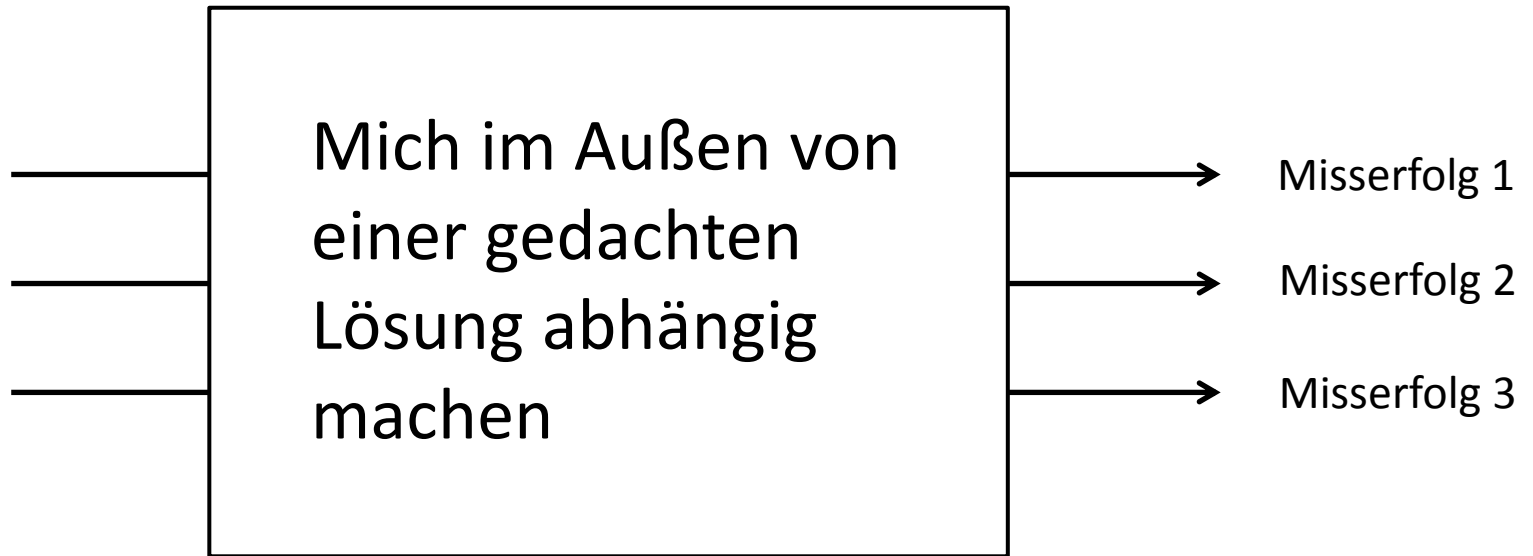 Mich im Außen von
einer gedachten
Lösung abhängig
machen
Misserfolg 1
Misserfolg 2
Misserfolg 3